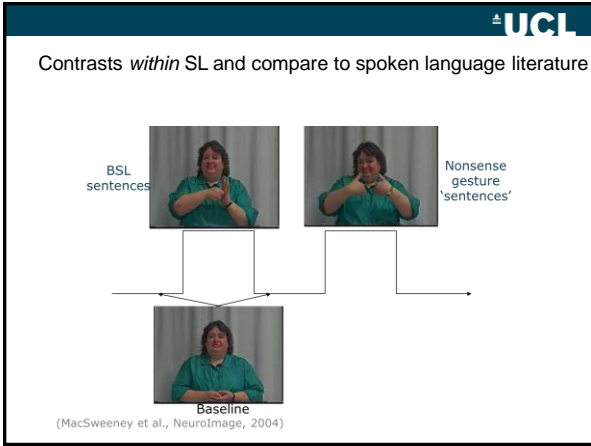 UCL
Contrasts within SL and compare to spoken language literature
BSL
sentences
Nonsense
gesture
‘sentences’
Baseline
(MacSweeney et al., NeuroImage, 2004)